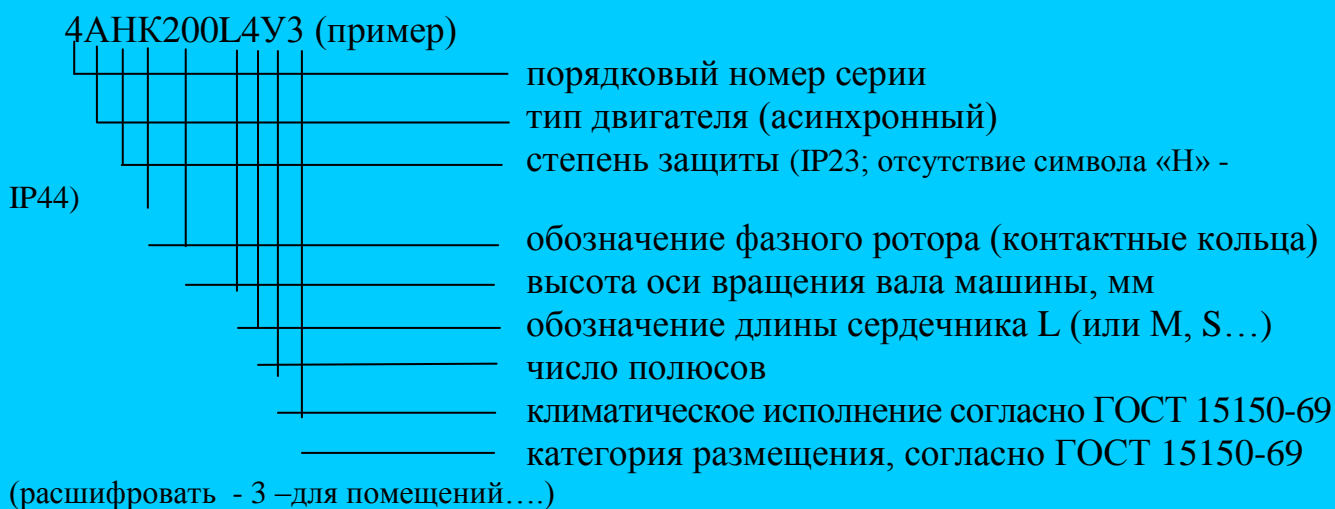 4АНК200L4У3 (пример)
порядковый номер серии
тип двигателя (асинхронный)
степень защиты (IP23; отсутствие символа «Н» -
IP44)
обозначение фазного ротора (контактные кольца)
высота оси вращения вала машины, мм
обозначение длины сердечника L (или M, S…)
число полюсов
климатическое исполнение согласно ГОСТ 15150-69
категория размещения, согласно ГОСТ 15150-69
(расшифровать - 3 –для помещений….)